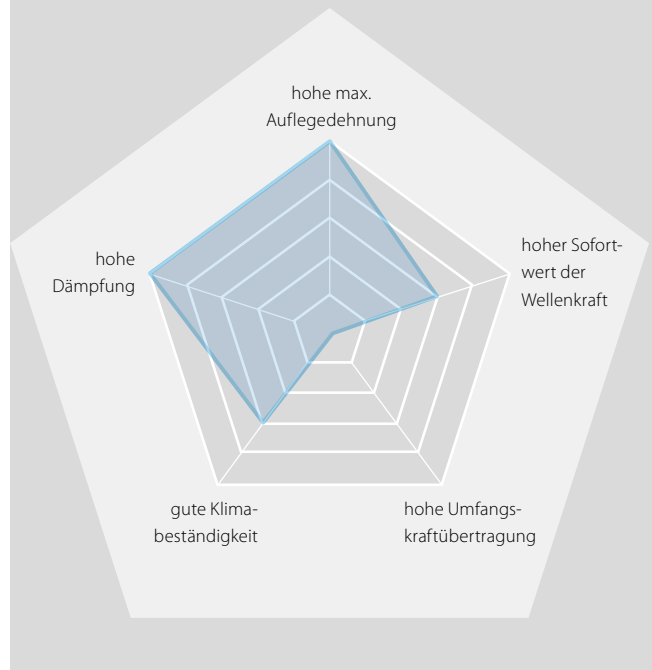 hohe max.
Auflegedehnung
hoher Sofort-
wert der
Wellenkraft
hohe
Dämpfung
gute Klima-
beständigkeit
hohe Umfangs-
kraftübertragung